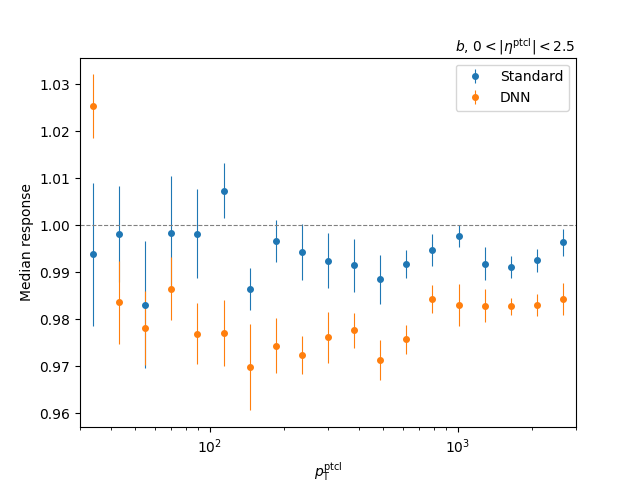 b, 0 < |η^ptcl| < 2.5
Standard
DNN
1.03
1.02
1.01
1.00
0.99
0.98
0.97
0.96
Median response
10^2
10^3
p_T^ptcl